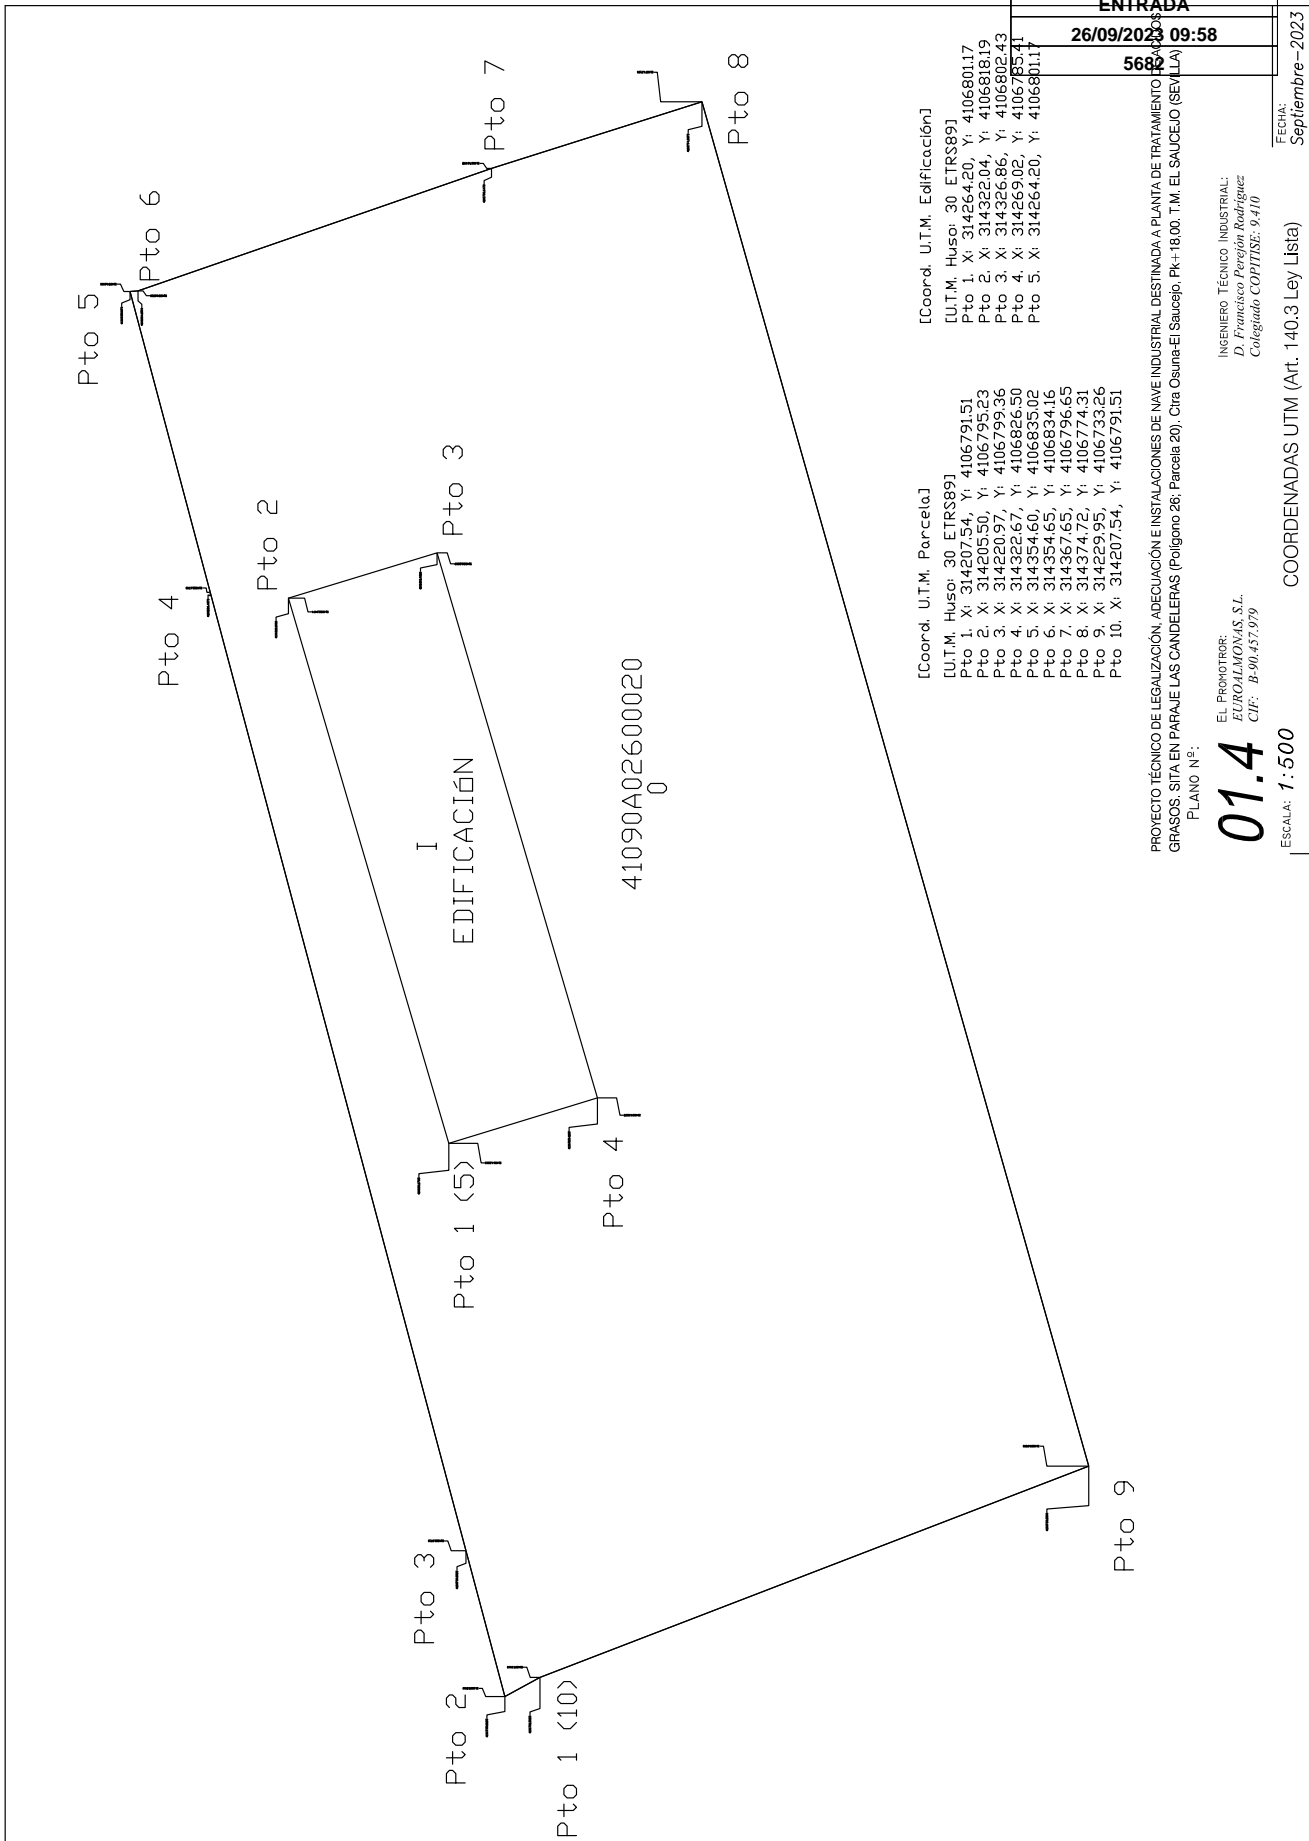 ENTRADA
26/09/2023 09:58
5682
Pto 5
Pto 6
Pto 7
Pto 8
Pto 4
Pto 2
Pto 3
I
EDIFICACIÓN
41090A02600020
0
Pto 1 (5)
Pto 4
Pto 3
Pto 2
Pto 1 (10)
Pto 9
[Coord. U.T.M. Parcela]
[U.T.M. Huso: 30 ETRS89]
Pto 1. X: 314207.54, Y: 4106791.51
Pto 2. X: 314205.50, Y: 4106795.23
Pto 3. X: 314220.97, Y: 4106799.36
Pto 4. X: 314322.67, Y: 4106826.50
Pto 5. X: 314354.60, Y: 4106835.02
Pto 6. X: 314354.65, Y: 4106834.16
Pto 7. X: 314367.65, Y: 4106796.65
Pto 8. X: 314374.72, Y: 4106774.31
Pto 9. X: 314229.95, Y: 4106733.26
Pto 10. X: 314207.54, Y: 4106791.51
[Coord. U.T.M. Edificación]
[U.T.M. Huso: 30 ETRS89]
Pto 1. X: 314264.20, Y: 4106801.17
Pto 2. X: 314322.04, Y: 4106818.19
Pto 3. X: 314326.86, Y: 4106802.43
Pto 4. X: 314269.02, Y: 4106785.41
Pto 5. X: 314264.20, Y: 4106801.17
PROYECTO TÉCNICO DE LEGALIZACIÓN, ADECUACIÓN E INSTALACIONES DE NAVE INDUSTRIAL DESTINADA A PLANTA DE TRATAMIENTO DE ACIDOS
GRASOS, SITA EN PARAJE LAS CANDELERAS (Polígono 26; Parcela 20). Ctra Osuna-El Saucejo, Pk+18,00. T.M. EL SAUCEJO (SEVILLA)
PLANO Nº:
01.4
EL PROMOTROR:
EUROALMONAS, S.L.
CIF: B-90.457.979
INGENIERO TÉCNICO INDUSTRIAL:
D. Francisco Perejón Rodríguez
Colegiado COPITISE: 9.410
ESCALA: 1:500
COORDENADAS UTM (Art. 140.3 Ley Lista)
FECHA:
Septiembre-2023